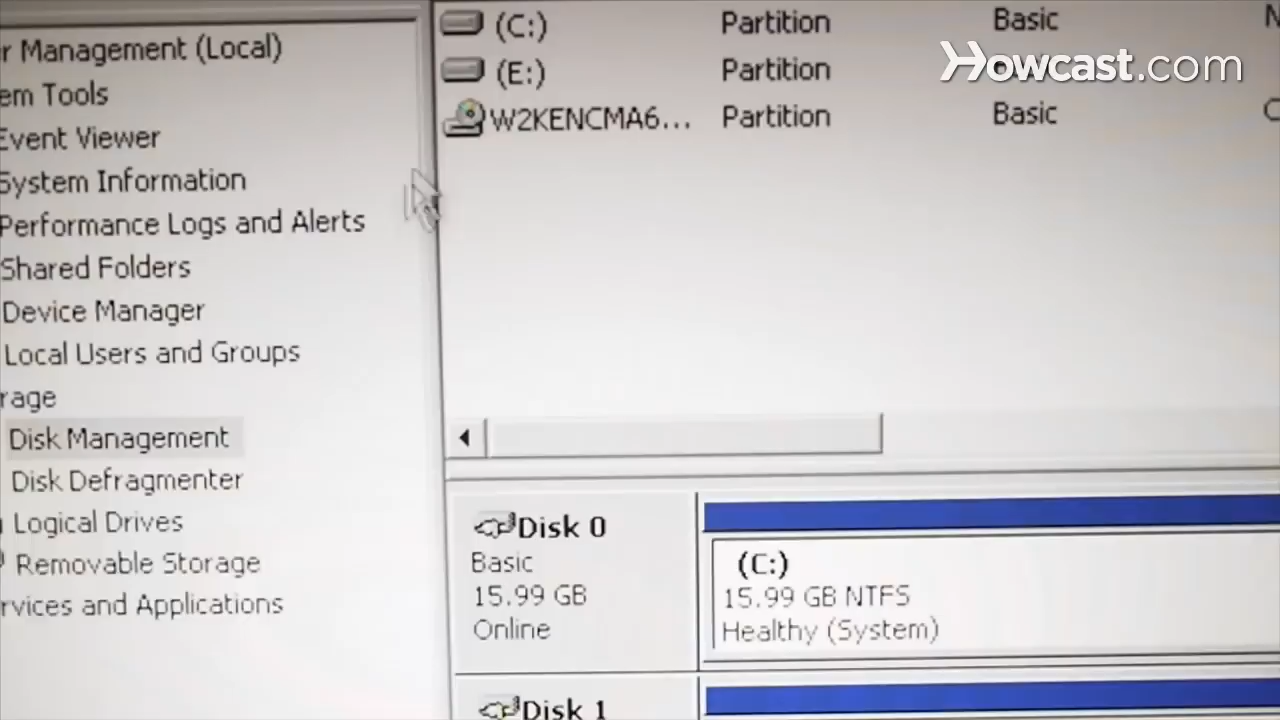 r Management (Local)
em Tools
Event Viewer
System Information
Performance Logs and Alerts
Shared Folders
Device Manager
Local Users and Groups
rage
Disk Management
Disk Defragmenter
Logical Drives
Removable Storage
rvices and Applications
(C:) Partition Basic N
(E:) Partition
W2KENCMA6... Partition Basic
Howcast.com
Disk 0
Basic
15.99 GB
Online
(C:)
15.99 GB NTFS
Healthy (System)
Disk 1